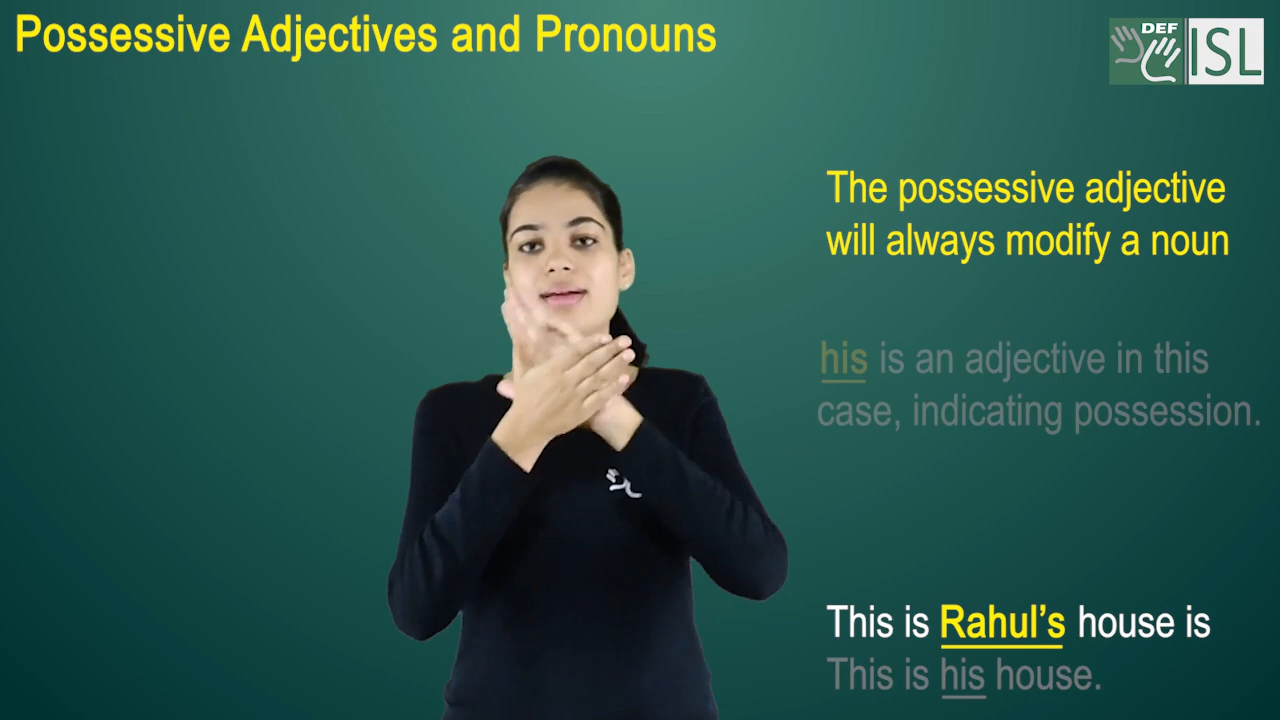 Possessive Adjectives and Pronouns
DEF
ISL
The possessive adjective
will always modify a noun
his is an adjective in this
case, indicating possession.
This is Rahul's house is
This is his house.